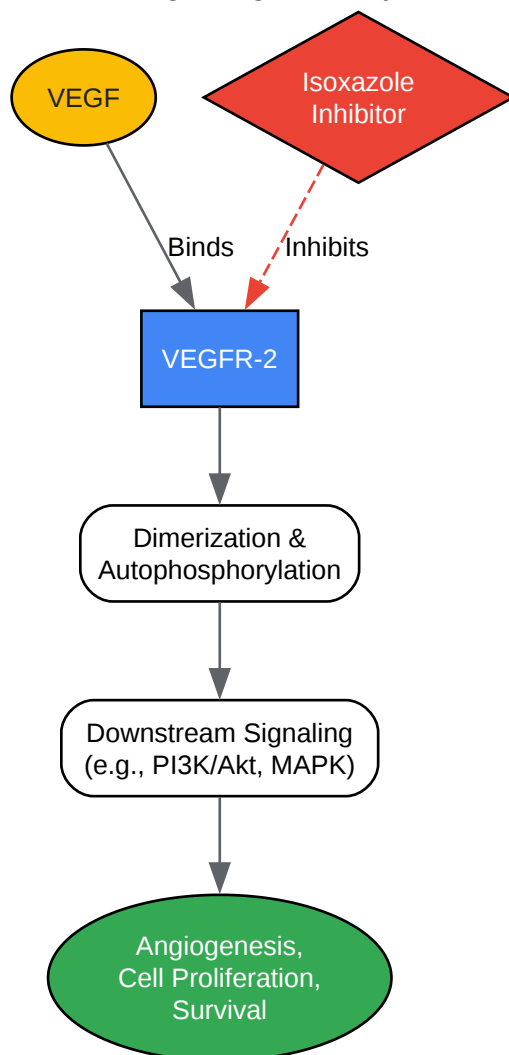 VEGF
Isoxazole
Inhibitor
Binds
Inhibits
VEGFR-2
Dimerization &
Autophosphorylation
Downstream Signaling
(e.g., PI3K/Akt, MAPK)
Angiogenesis,
Cell Proliferation,
Survival